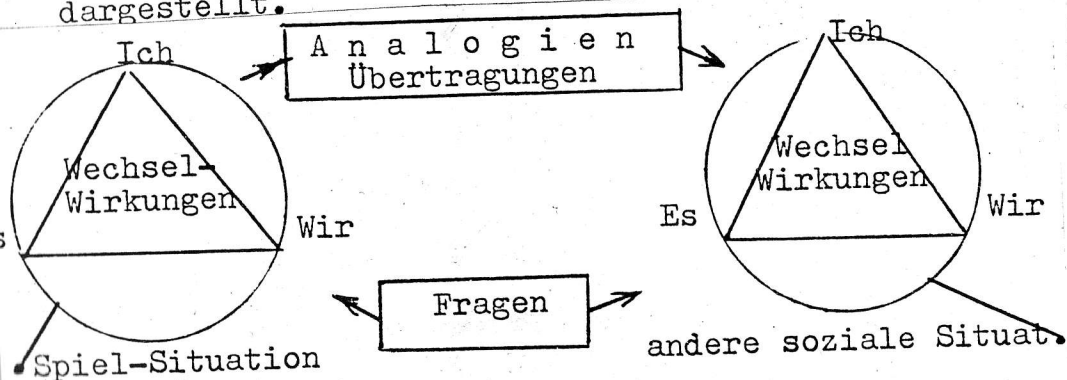 dargestellt.
Ich
A n a l o g i e n
Übertragungen
Ich
Wechsel-
Wirkungen
Wir
Wechsel
Wirkungen
Es
Wir
Fragen
Spiel-Situation
andere soziale Situat.